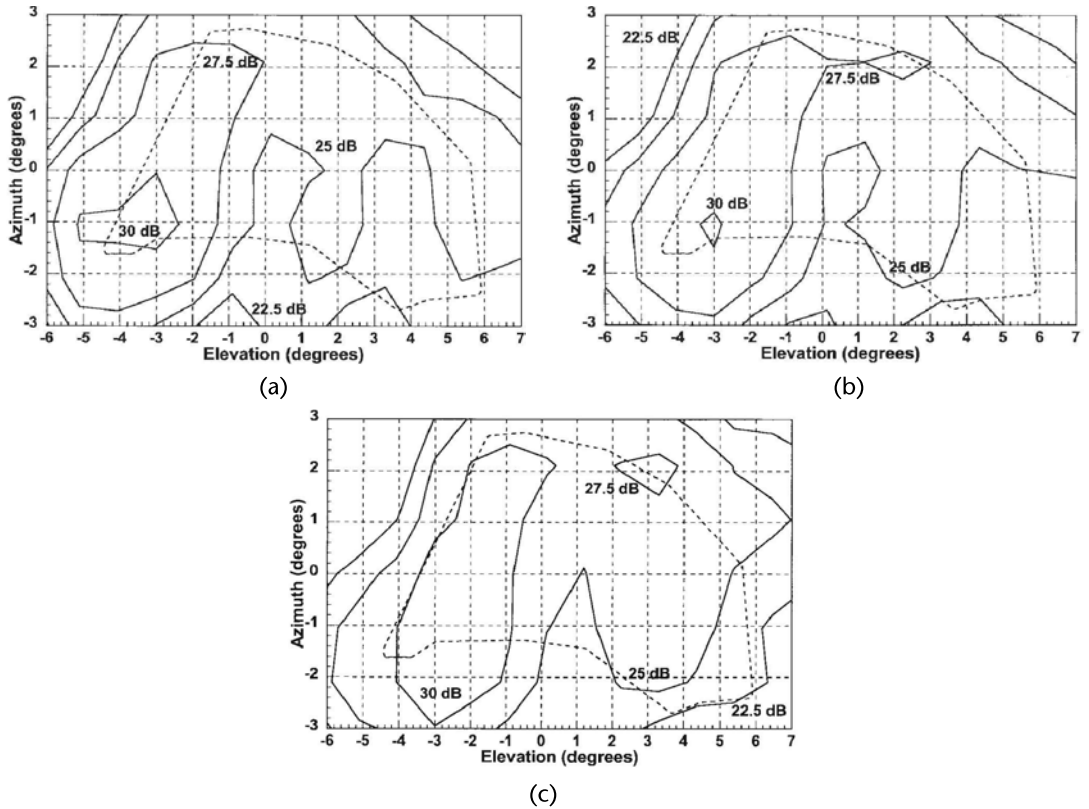 3
2
1
0
-1
-2
-3
Azimuth (degrees)
27.5 dB
25 dB
30 dB
22.5 dB
-6 -5 -4 -3 -2 -1 0 1 2 3 4 5 6 7
Elevation (degrees)
(a)
3
2
1
0
-1
-2
-3
Azimuth (degrees)
22.5 dB
27.5 dB
30 dB
25 dB
-6 -5 -4 -3 -2 -1 0 1 2 3 4 5 6 7
Elevation (degrees)
(b)
3
2
1
0
-1
-2
-3
Azimuth (degrees)
27.5 dB
30 dB
25 dB
22.5 dB
-6 -5 -4 -3 -2 -1 0 1 2 3 4 5 6 7
Elevation (degrees)
(c)